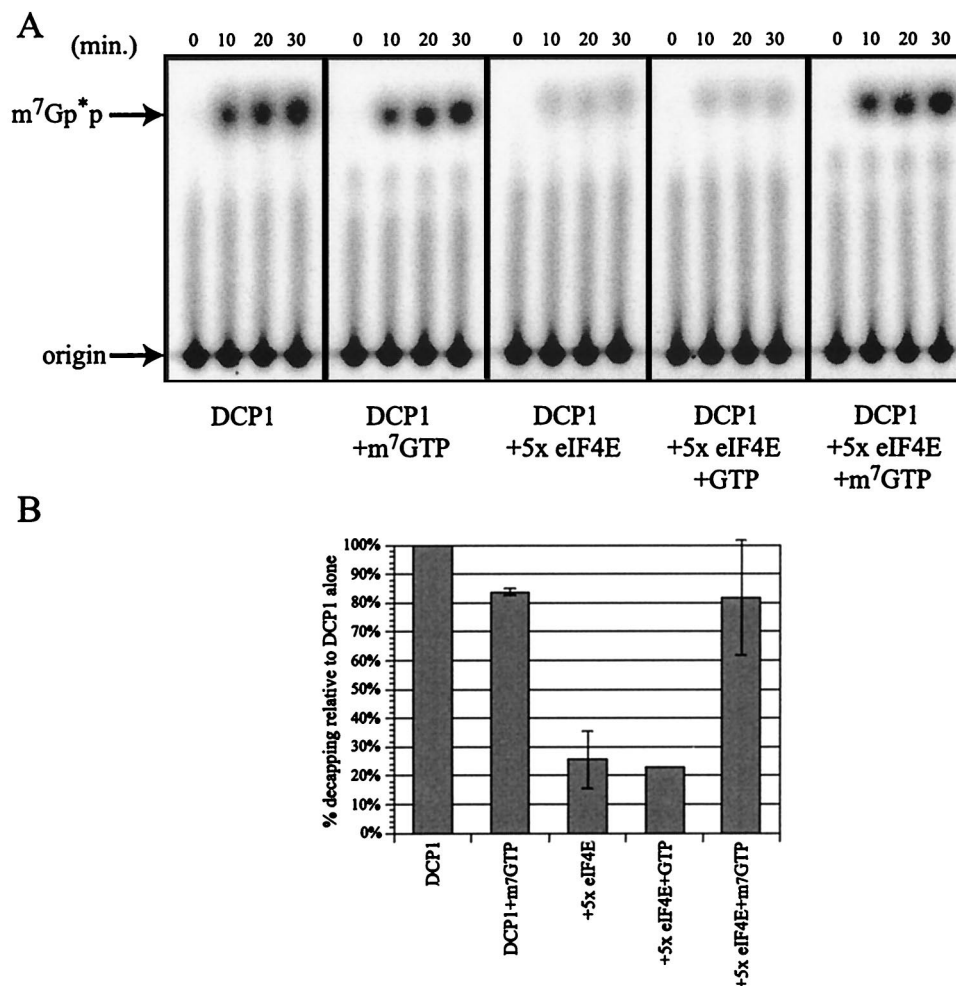 A
(min.) 0 10 20 30 0 10 20 30 0 10 20 30 0 10 20 30 0 10 20 30
m⁷Gp*p
origin
DCP1
DCP1
+m⁷GTP
DCP1
+5x eIF4E
DCP1
+5x eIF4E
+GTP
DCP1
+5x eIF4E
+m⁷GTP
B
% decapping relative to DCP1 alone
100%
90%
80%
70%
60%
50%
40%
30%
20%
10%
0%
DCP1
DCP1+m7GTP
+5x eIF4E
+5x eIF4E+GTP
+5x eIF4E+m7GTP